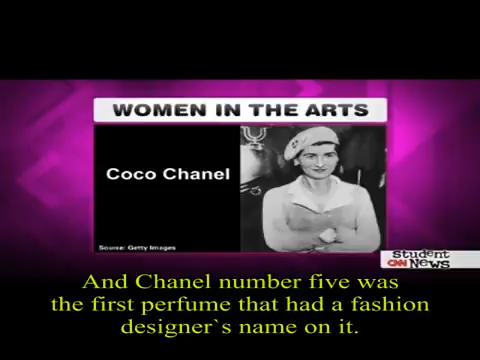 WOMEN IN THE ARTS
Coco Chanel
Source: Getty Images
Student
CNN News
And Chanel number five was
the first perfume that had a fashion
designer`s name on it.